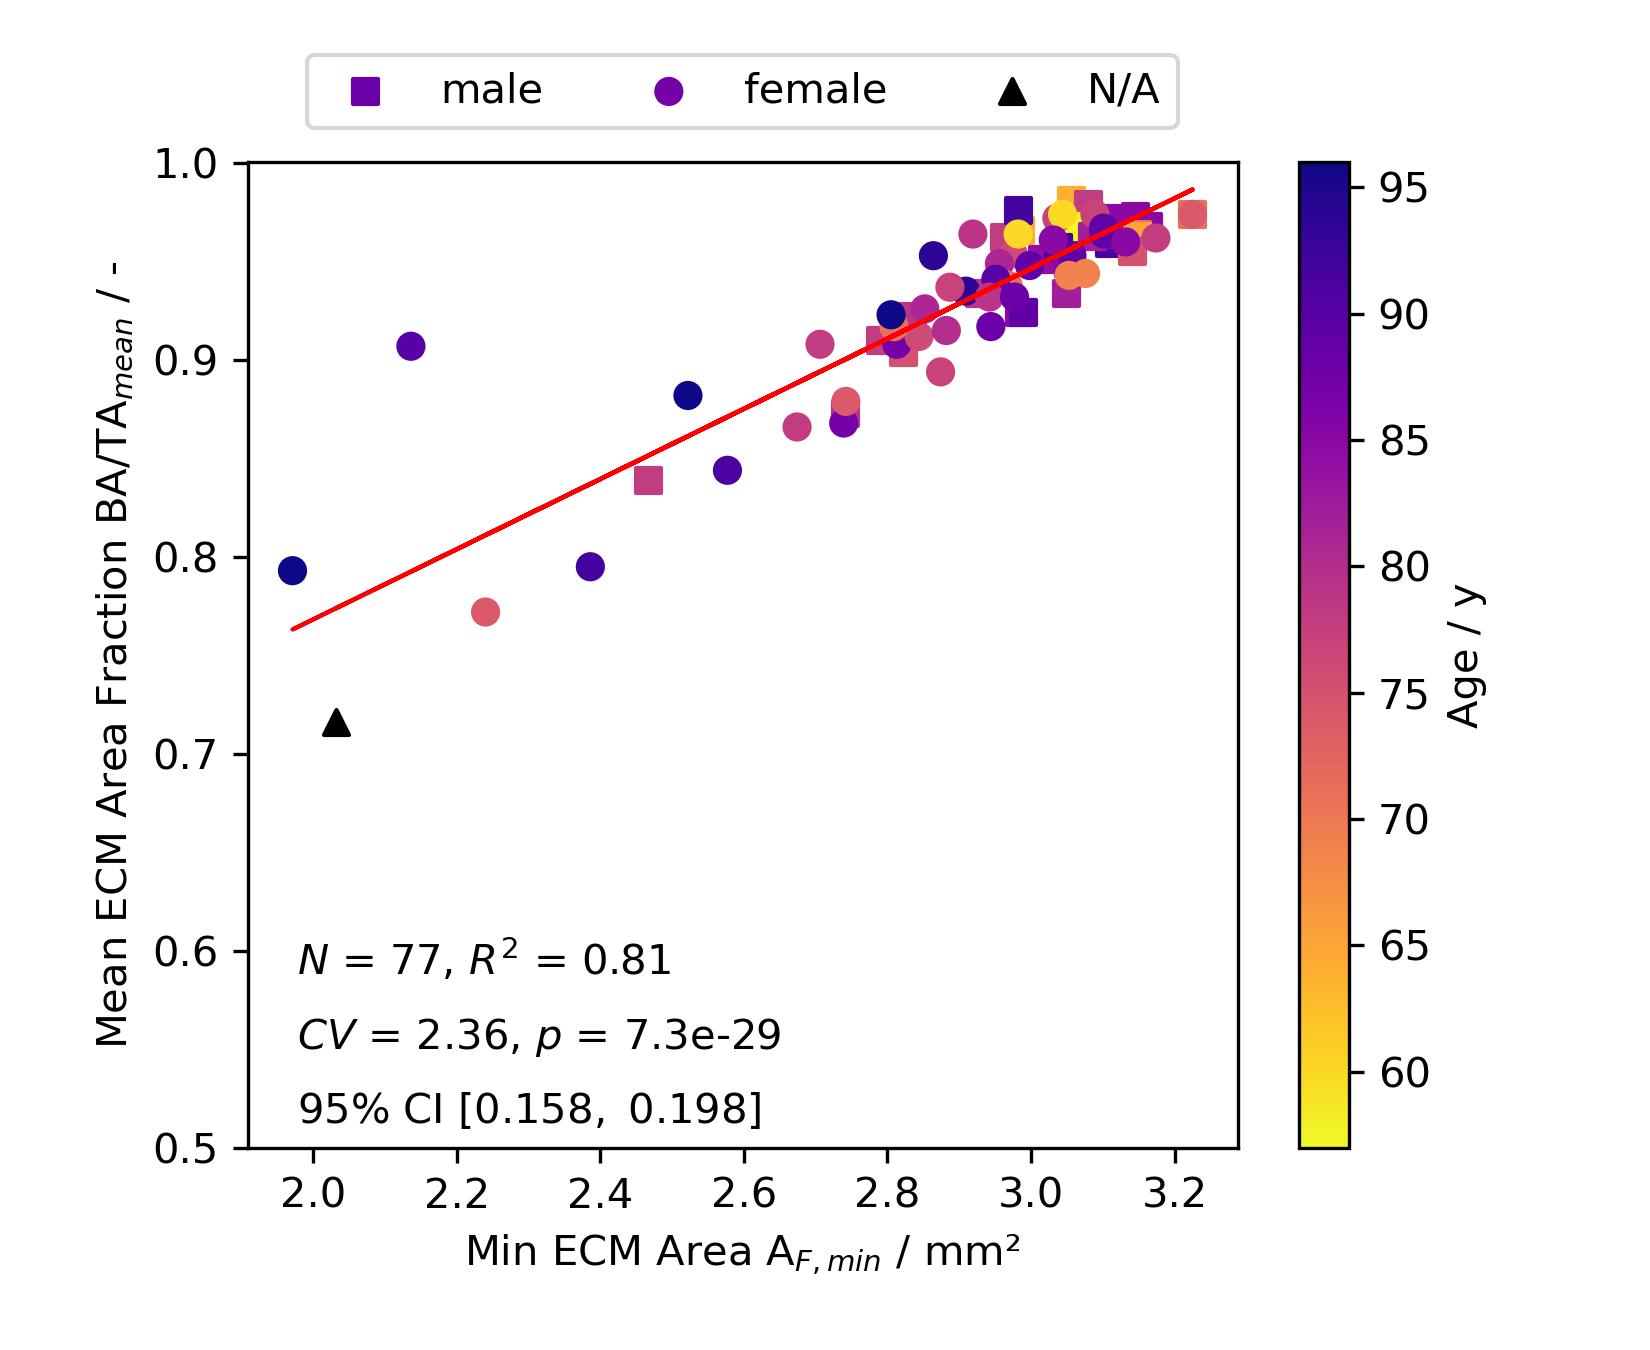 male female N/A
1.0
0.9
0.8
0.7
0.6
0.5
Mean ECM Area Fraction BA/TA_mean / -
N = 77, R² = 0.81
CV = 2.36, p = 7.3e-29
95% CI [0.158, 0.198]
2.0 2.2 2.4 2.6 2.8 3.0 3.2
Min ECM Area A_F,min / mm²
95
90
85
80
75
70
65
60
Age / y